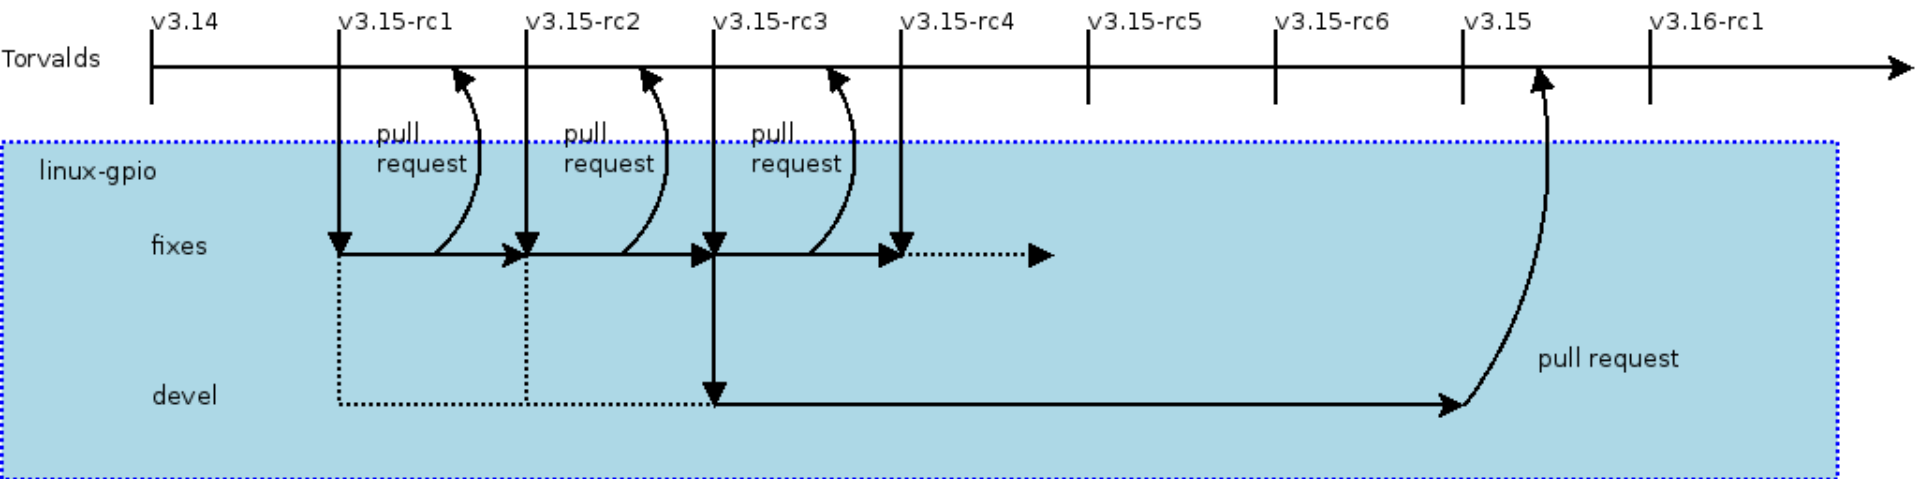 v3.14
v3.15-rc1
v3.15-rc2
v3.15-rc3
v3.15-rc4
v3.15-rc5
v3.15-rc6
v3.15
v3.16-rc1
Torvalds
pull
request
pull
request
pull
request
linux-gpio
fixes
pull request
devel